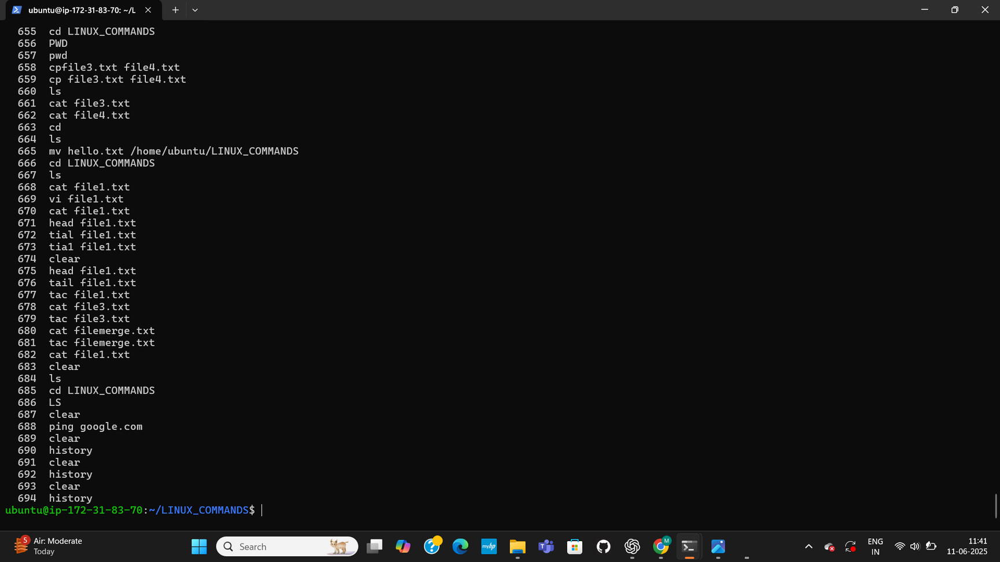 ubuntu@ip-172-31-83-70: ~/L
655 cd LINUX_COMMANDS
656 PWD
657 pwd
658 cpfile3.txt file4.txt
659 cp file3.txt file4.txt
660 ls
661 cat file3.txt
662 cat file4.txt
663 cd
664 ls
665 mv hello.txt /home/ubuntu/LINUX_COMMANDS
666 cd LINUX_COMMANDS
667 ls
668 cat file1.txt
669 vi file1.txt
670 cat file1.txt
671 head file1.txt
672 tial file1.txt
673 tia1 file1.txt
674 clear
675 head file1.txt
676 tail file1.txt
677 tac file1.txt
678 cat file3.txt
679 tac file3.txt
680 cat filemerge.txt
681 tac filemerge.txt
682 cat file1.txt
683 clear
684 ls
685 cd LINUX_COMMANDS
686 LS
687 clear
688 ping google.com
689 clear
690 history
691 clear
692 history
693 clear
694 history
ubuntu@ip-172-31-83-70:~/LINUX_COMMANDS$
5
Air: Moderate
Today
Search
myhp
M
ENG
IN
11:41
11-06-2025